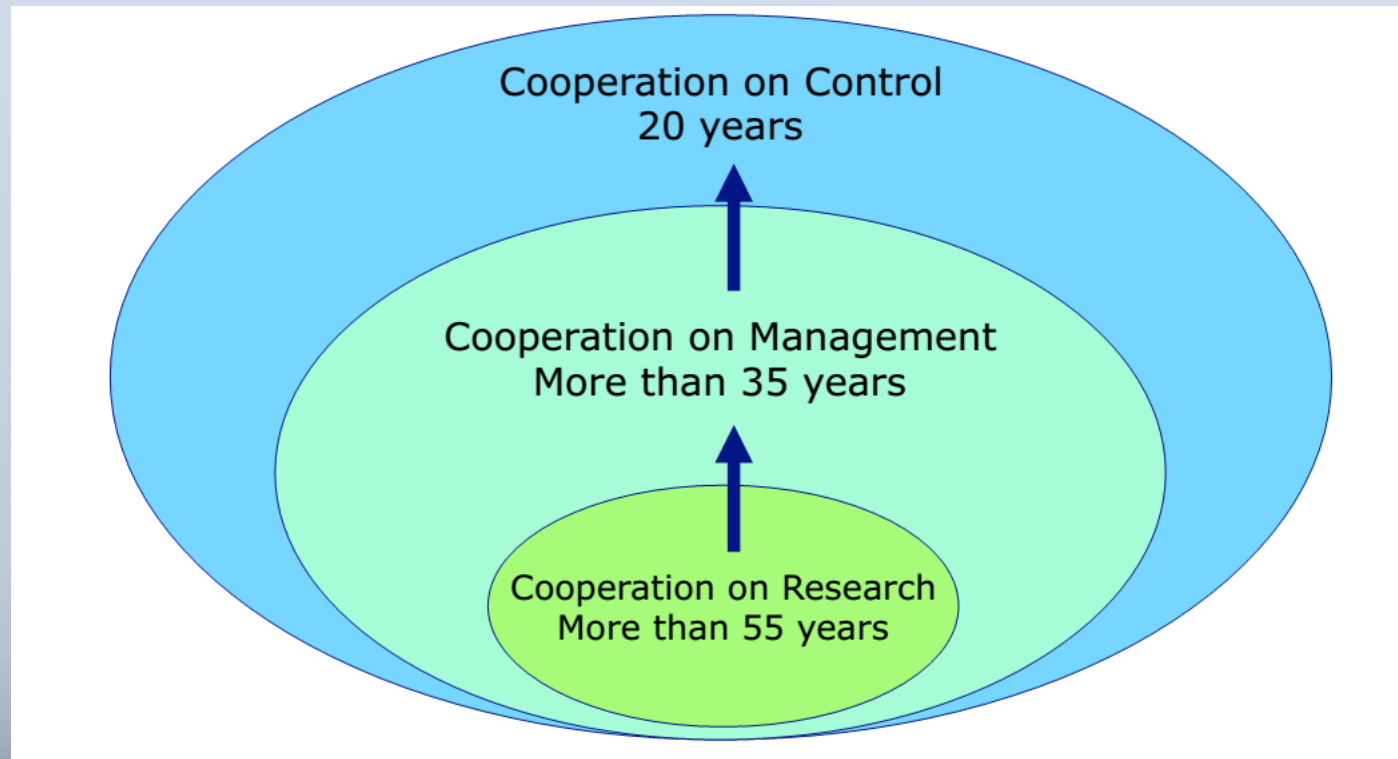 Cooperation on Control
20 years
Cooperation on Management
More than 35 years
Cooperation on Research
More than 55 years